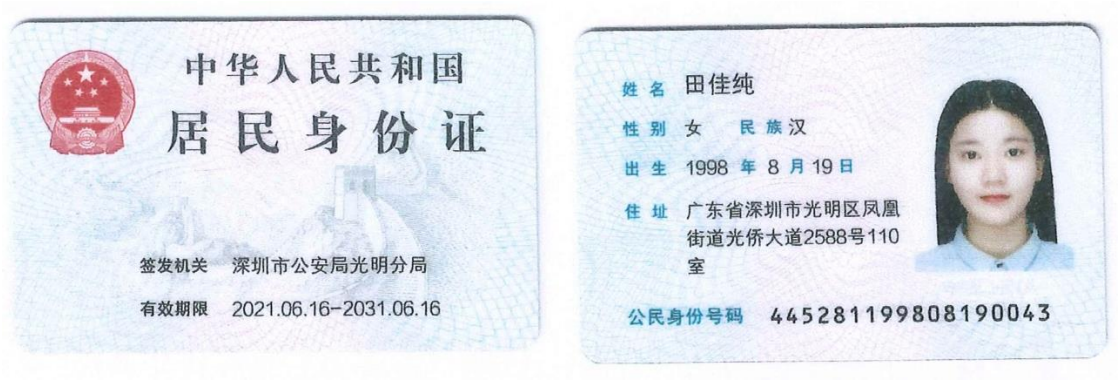 中华人民共和国
居民身份证
签发机关 深圳市公安局光明分局
有效期限 2021.06.16-2031.06.16
姓名 田佳纯
性别 女 民族 汉
出生 1998 年 8 月 19 日
住址 广东省深圳市光明区凤凰
街道光侨大道2588号110
室
公民身份号码 445281199808190043